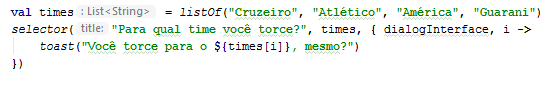 val times : List<String> = listOf("Cruzeiro", "Atlético", "América", "Guarani")
selector( title: "Para qual time você torce?", times, { dialogInterface, i ->
    toast("Você torce para o ${times[i]}, mesmo?")
})